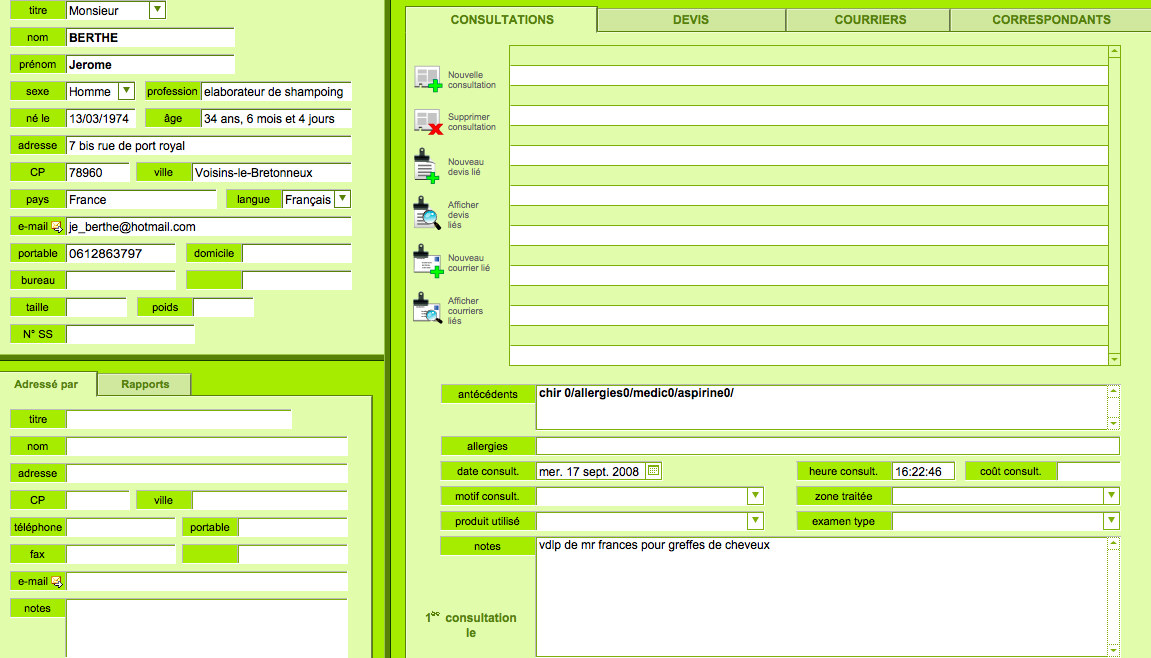 titre Monsieur
nom BERTHE
prénom Jerome
sexe Homme profession elaborateur de shampoing
né le 13/03/1974 âge 34 ans, 6 mois et 4 jours
adresse 7 bis rue de port royal
CP 78960 ville Voisins-le-Bretonneux
pays France langue Français
e-mail je_berthe@hotmail.com
portable 0612863797 domicile
bureau
taille poids
N° SS
Adressé par Rapports
titre
nom
adresse
CP ville
téléphone portable
fax
e-mail
notes
CONSULTATIONS DEVIS COURRIERS CORRESPONDANTS
Nouvelle
consultation
Supprimer
consultation
Nouveau
devis lié
Afficher
devis
liés
Nouveau
courrier lié
Afficher
courriers
liés
antécédents chir 0/allergies0/medic0/aspirine0/
allergies
date consult. mer. 17 sept. 2008 heure consult. 16:22:46 coût consult.
motif consult. zone traitée
produit utilisé examen type
notes vdlp de mr frances pour greffes de cheveux
1ère consultation
le